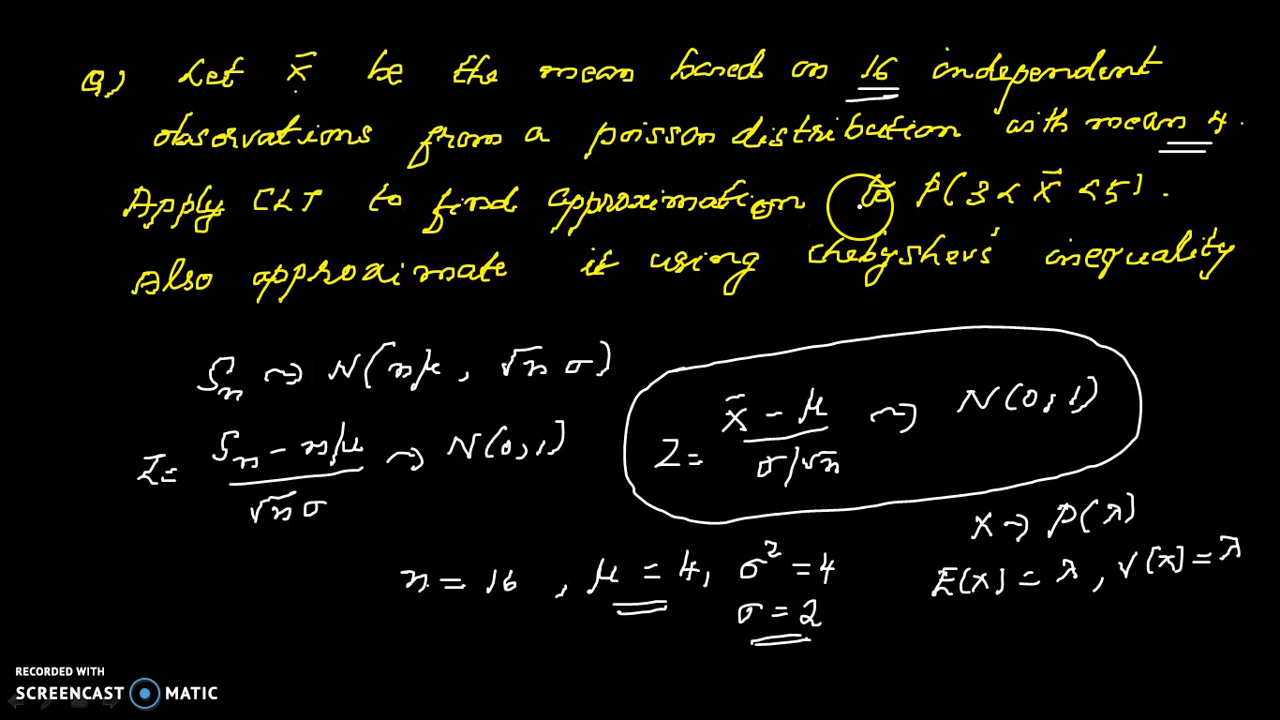 Q) Let x̄ be the mean based on 16 independent
observations from a poisson distribution with mean 4.
Apply CLT to find approximation to P(3 < x̄ < 5).
Also approximate it using chebyshev's inequality
Sn → N(nμ, √n σ)
Z = (Sn - nμ) / (√n σ) → N(0,1)
Z = (x̄ - μ) / (σ/√n) → N(0,1)
X → P(λ)
n = 16, μ = 4, σ² = 4
E(X) = λ, V(X) = λ
σ = 2
RECORDED WITH
SCREENCAST MATIC